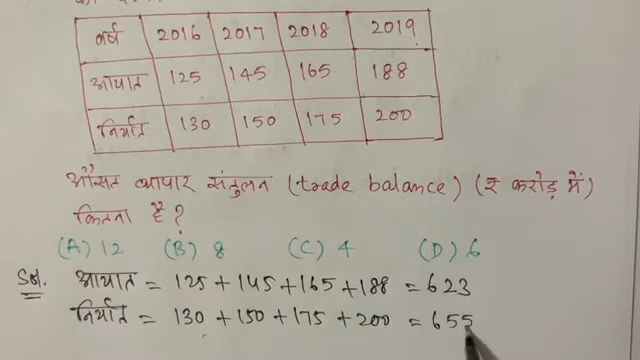 वर्ष 2016 2017 2018 2019
आयात 125 145 165 188
निर्यात 130 150 175 200
औसत व्यापार संतुलन (trade balance) (₹ करोड़ में)
कितना है?
(A) 12 (B) 8 (C) 4 (D) 6
Sol. आयात = 125 + 145 + 165 + 188 = 623
निर्यात = 130 + 150 + 175 + 200 = 655